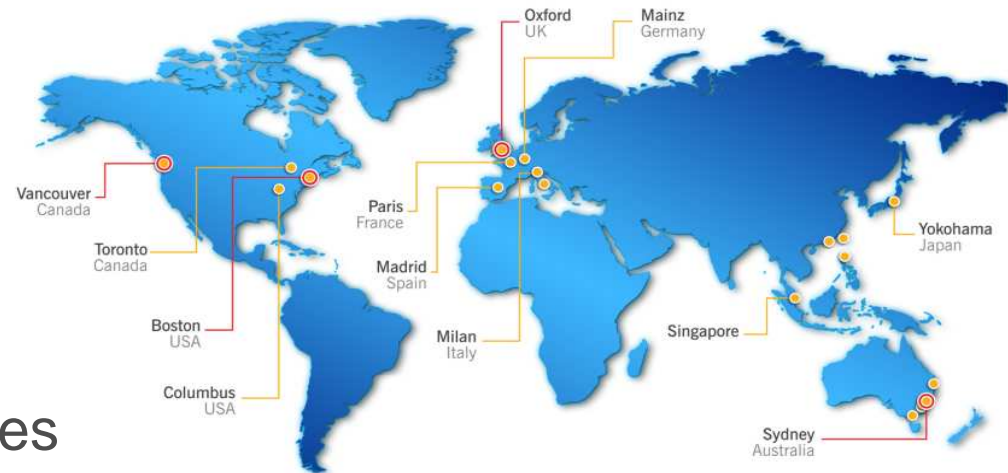 Oxford
UK
Mainz
Germany
Vancouver
Canada
Toronto
Canada
Boston
USA
Columbus
USA
Paris
France
Madrid
Spain
Milan
Italy
Yokohama
Japan
Singapore
Sydney
Australia
es